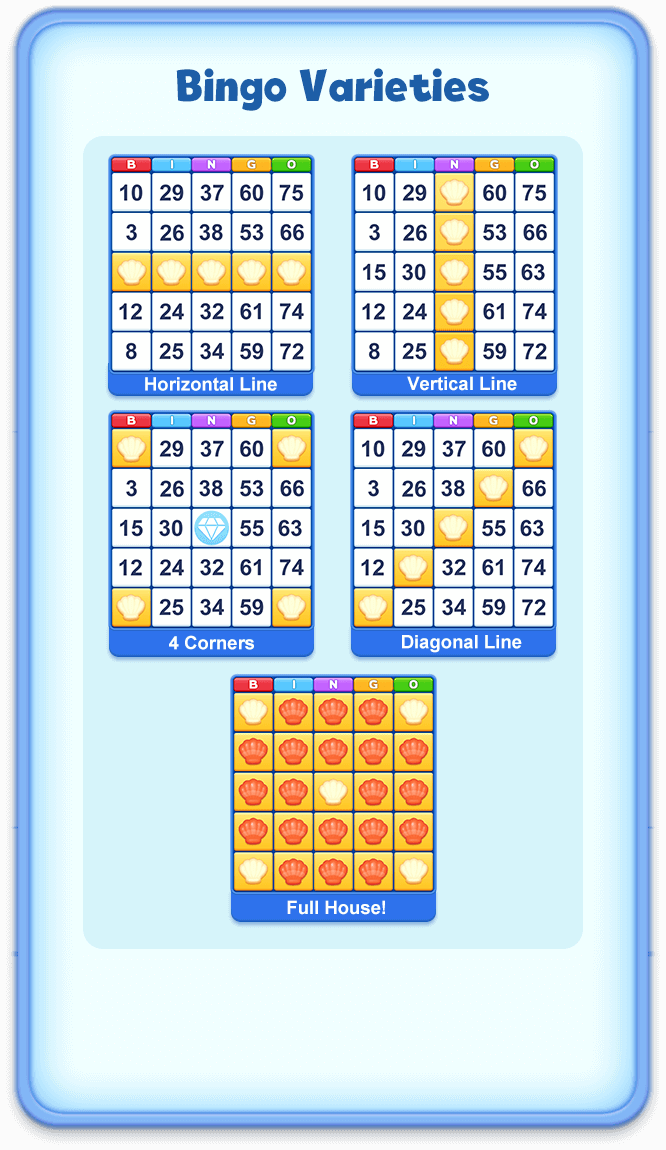 Bingo Varieties
B I N G O
10 29 37 60 75
3 26 38 53 66
12 24 32 61 74
8 25 34 59 72
Horizontal Line
B I N G O
10 29 60 75
3 26 53 66
15 30 55 63
12 24 61 74
8 25 59 72
Vertical Line
B I N G O
29 37 60
3 26 38 53 66
15 30 55 63
12 24 32 61 74
25 34 59
4 Corners
B I N G O
10 29 37 60
3 26 38 66
15 30 55 63
12 32 61 74
25 34 59 72
Diagonal Line
B I N G O
Full House!